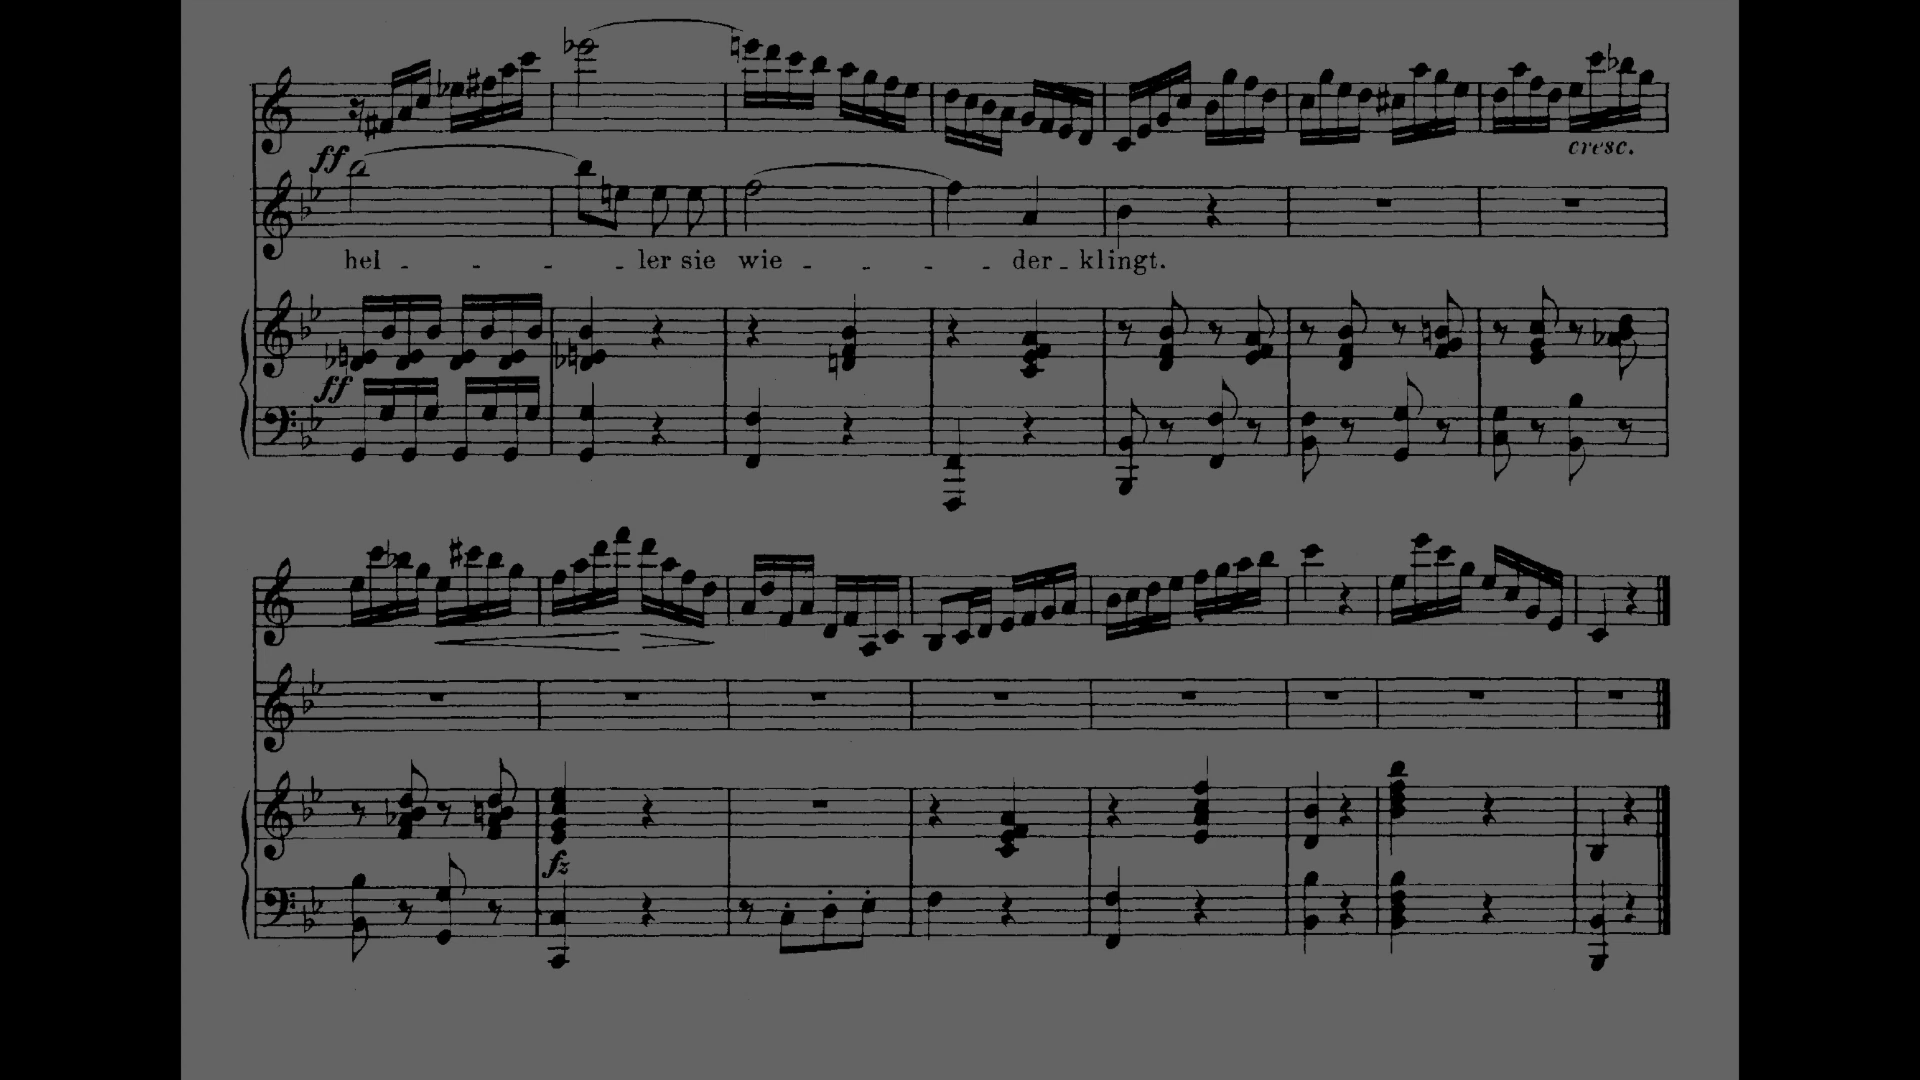 ff
cresc.
hel - - - - ler sie wie - - - - der - klingt.
ff
fz